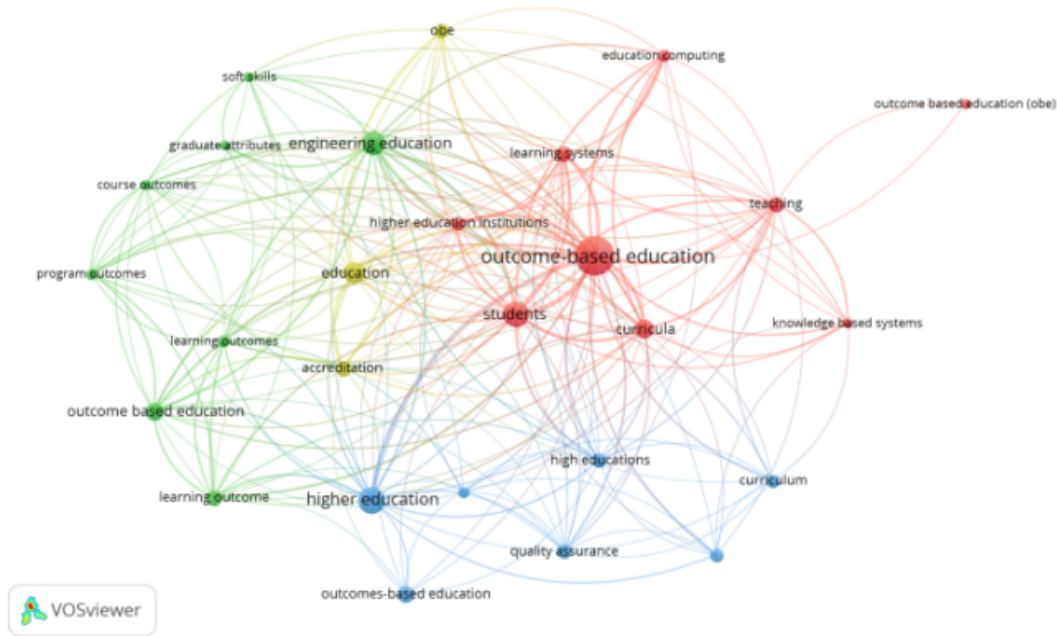 obe
education computing
soft skills
outcome based education (obe)
engineering education
graduate attributes
learning systems
course outcomes
teaching
higher education institutions
outcome-based education
program outcomes
education
students
knowledge based systems
curricula
learning outcomes
accreditation
outcome based education
high educations
curriculum
learning outcome
higher education
quality assurance
outcomes-based education
VOSviewer